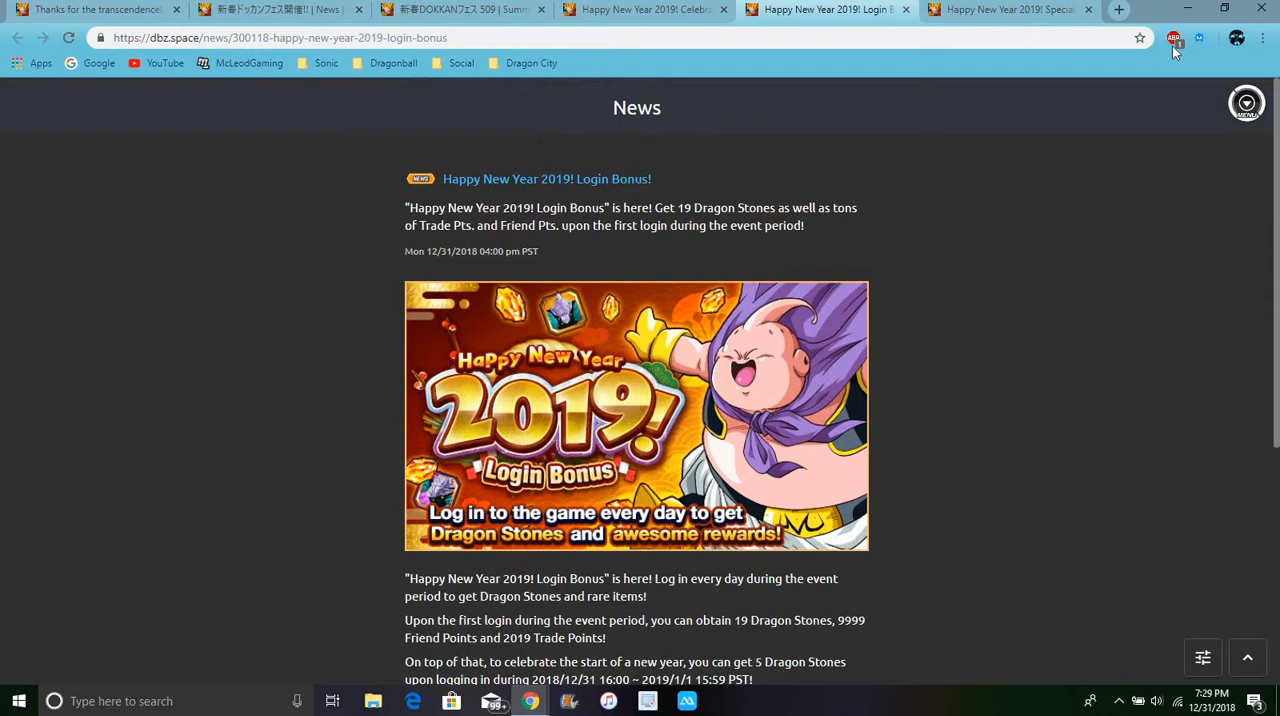 Thanks for the transcendence!
新春ドッカンフェス開催!! | News |
新春DOKKANフェス 509 | Summ
Happy New Year 2019! Celebra
Happy New Year 2019! Login B
Happy New Year 2019! Special
https://dbz.space/news/300118-happy-new-year-2019-login-bonus
ABP
1
Apps
Google
YouTube
McLeodGaming
Sonic
Dragonball
Social
Dragon City
News
MENU
NEWS
Happy New Year 2019! Login Bonus!
"Happy New Year 2019! Login Bonus" is here! Get 19 Dragon Stones as well as tons
of Trade Pts. and Friend Pts. upon the first login during the event period!
Mon 12/31/2018 04:00 pm PST
Happy New Year
2019!
Login Bonus
Log in to the game every day to get
Dragon Stones and awesome rewards!
"Happy New Year 2019! Login Bonus" is here! Log in every day during the event
period to get Dragon Stones and rare items!
Upon the first login during the event period, you can obtain 19 Dragon Stones, 9999
Friend Points and 2019 Trade Points!
On top of that, to celebrate the start of a new year, you can get 5 Dragon Stones
upon logging in during 2018/12/31 16:00 ~ 2019/1/1 15:59 PST!
Type here to search
99+
7:29 PM
12/31/2018
3